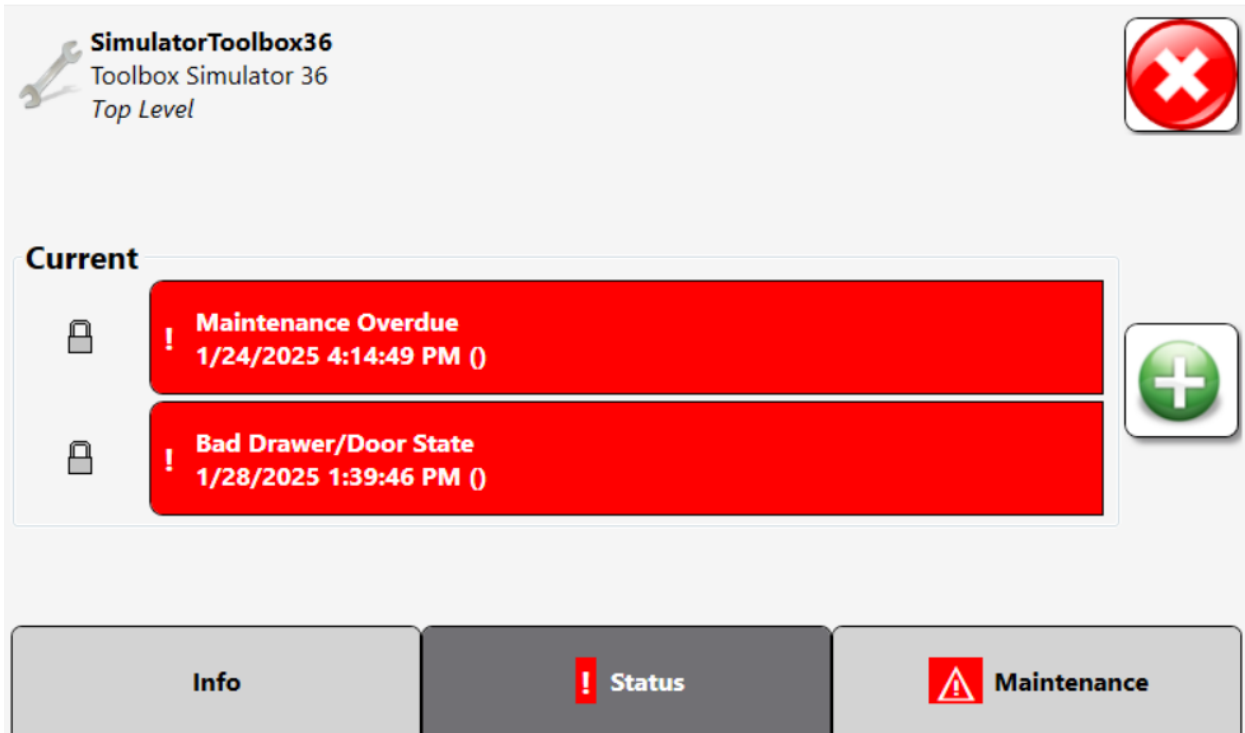 SimulatorToolbox36
Toolbox Simulator 36
Top Level
Current
! Maintenance Overdue
1/24/2025 4:14:49 PM ()
! Bad Drawer/Door State
1/28/2025 1:39:46 PM ()
Info
! Status
! Maintenance